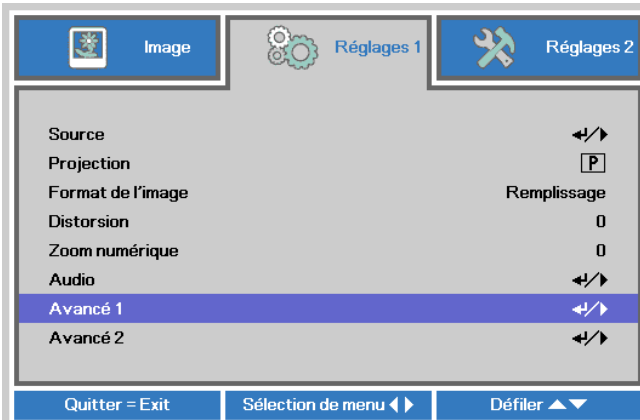 Image
Réglages 1
Réglages 2
Source
Projection P
Format de l'image Remplissage
Distorsion 0
Zoom numérique 0
Audio
Avancé 1
Avancé 2
Quitter = Exit
Sélection de menu
Défiler